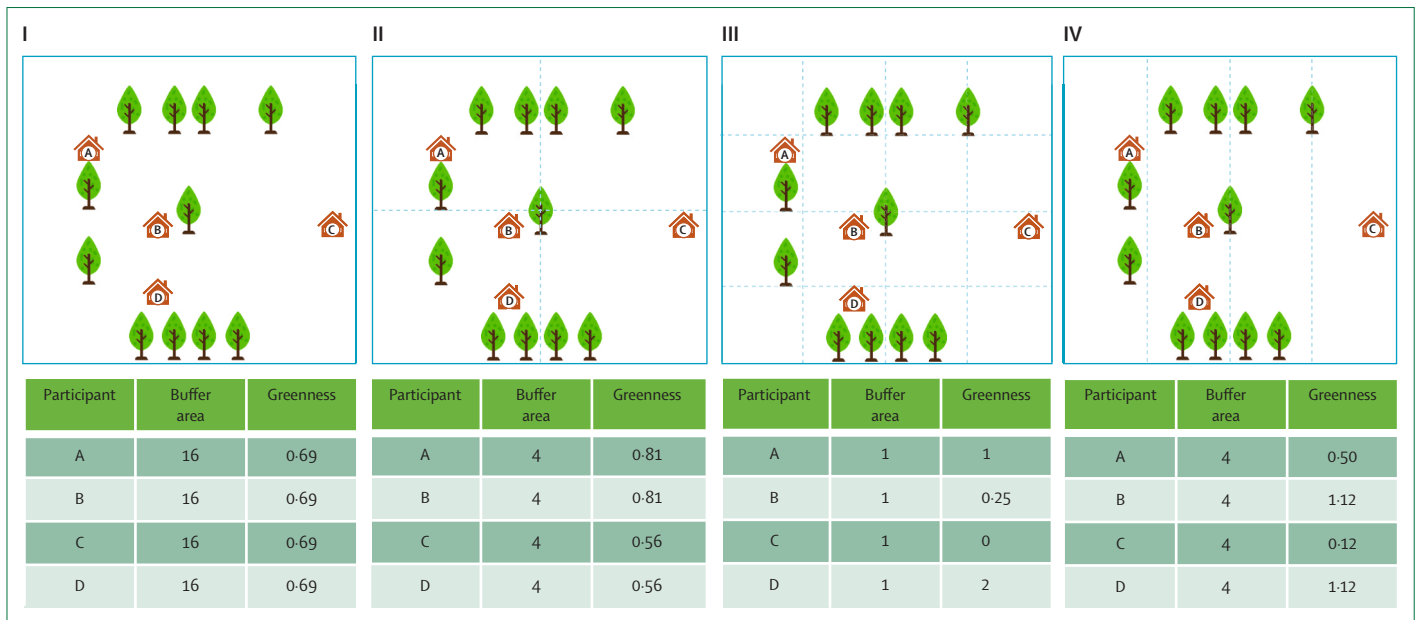 I II III IV
A A A A
B C B C B C B C
D D D D
Participant Buffer area Greenness
A 16 0·69
B 16 0·69
C 16 0·69
D 16 0·69
Participant Buffer area Greenness
A 4 0·81
B 4 0·81
C 4 0·56
D 4 0·56
Participant Buffer area Greenness
A 1 1
B 1 0·25
C 1 0
D 1 2
Participant Buffer area Greenness
A 4 0·50
B 4 1·12
C 4 0·12
D 4 1·12